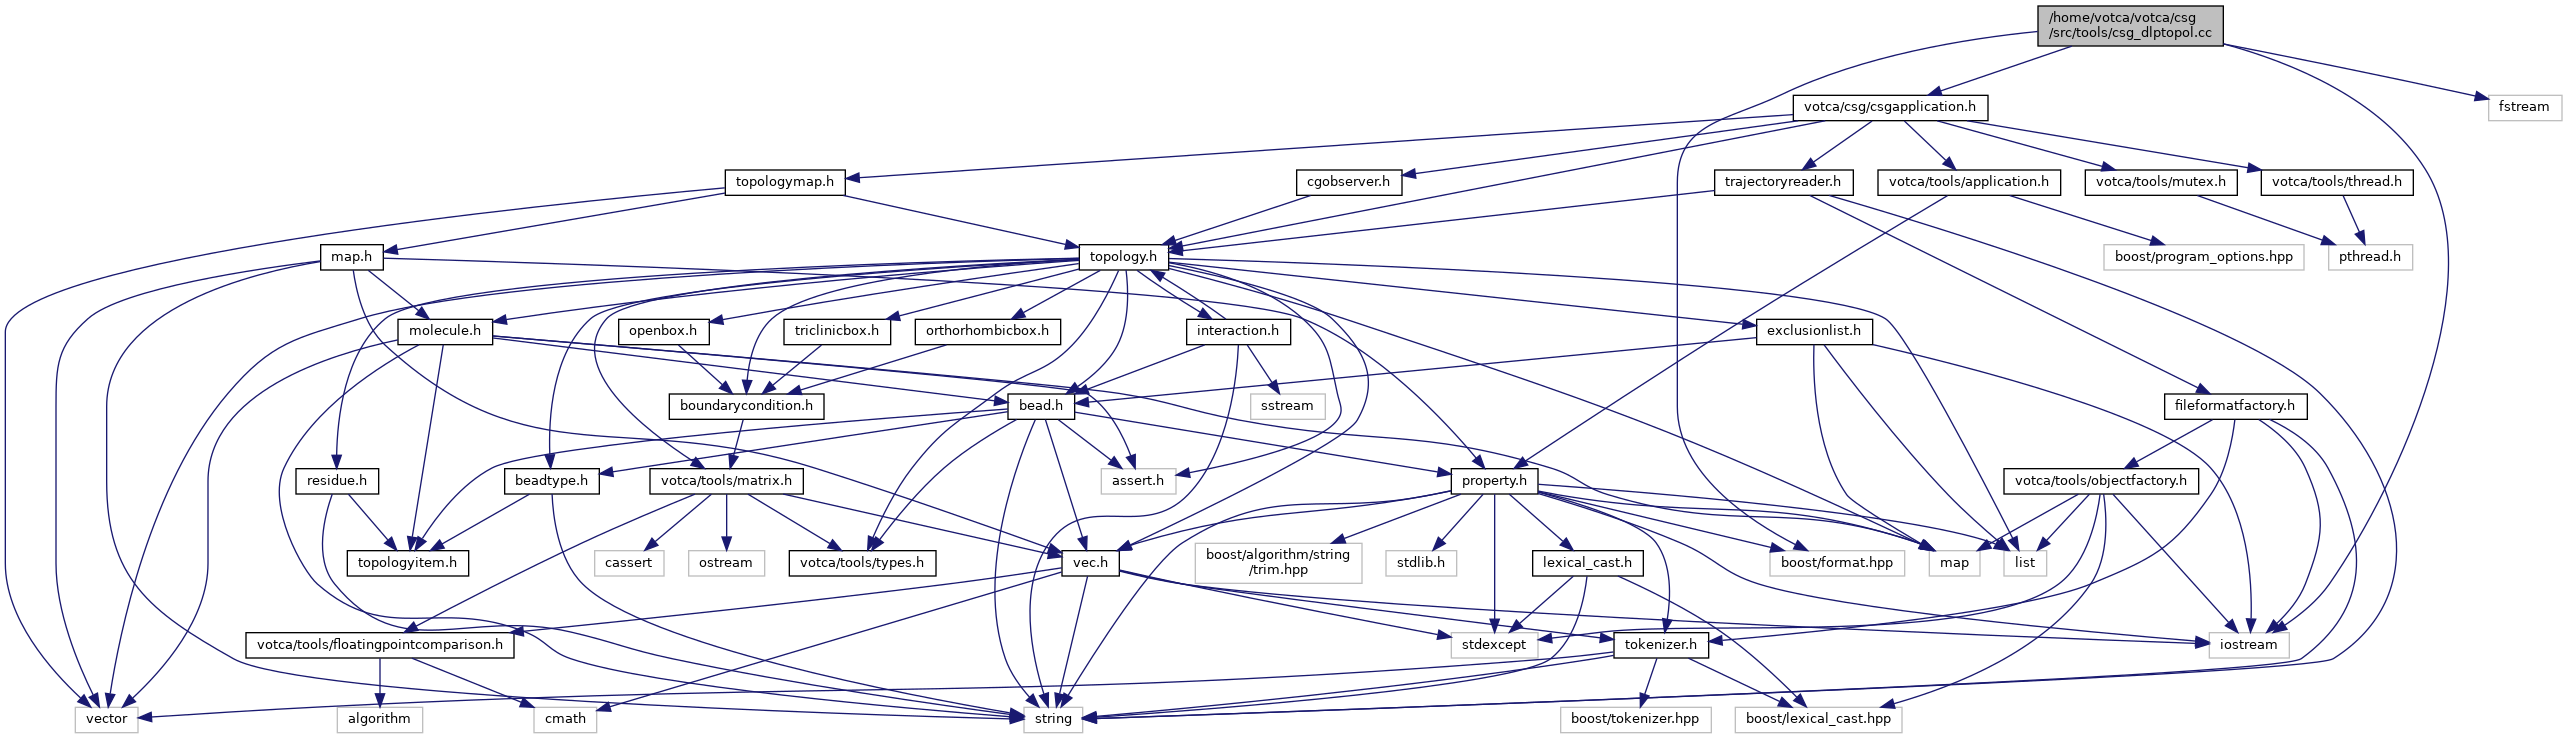 /home/votca/votca/csg
/src/tools/csg_dlptopol.cc
votca/csg/csgapplication.h
fstream
topologymap.h
cgobserver.h
trajectoryreader.h
votca/tools/application.h
votca/tools/mutex.h
votca/tools/thread.h
map.h
topology.h
boost/program_options.hpp
pthread.h
molecule.h
openbox.h
triclinicbox.h
orthorhombicbox.h
interaction.h
exclusionlist.h
boundarycondition.h
bead.h
sstream
fileformatfactory.h
residue.h
beadtype.h
votca/tools/matrix.h
assert.h
property.h
votca/tools/objectfactory.h
topologyitem.h
cassert
ostream
votca/tools/types.h
vec.h
boost/algorithm/string
/trim.hpp
stdlib.h
lexical_cast.h
boost/format.hpp
map
list
votca/tools/floatingpointcomparison.h
stdexcept
tokenizer.h
iostream
vector
algorithm
cmath
string
boost/tokenizer.hpp
boost/lexical_cast.hpp